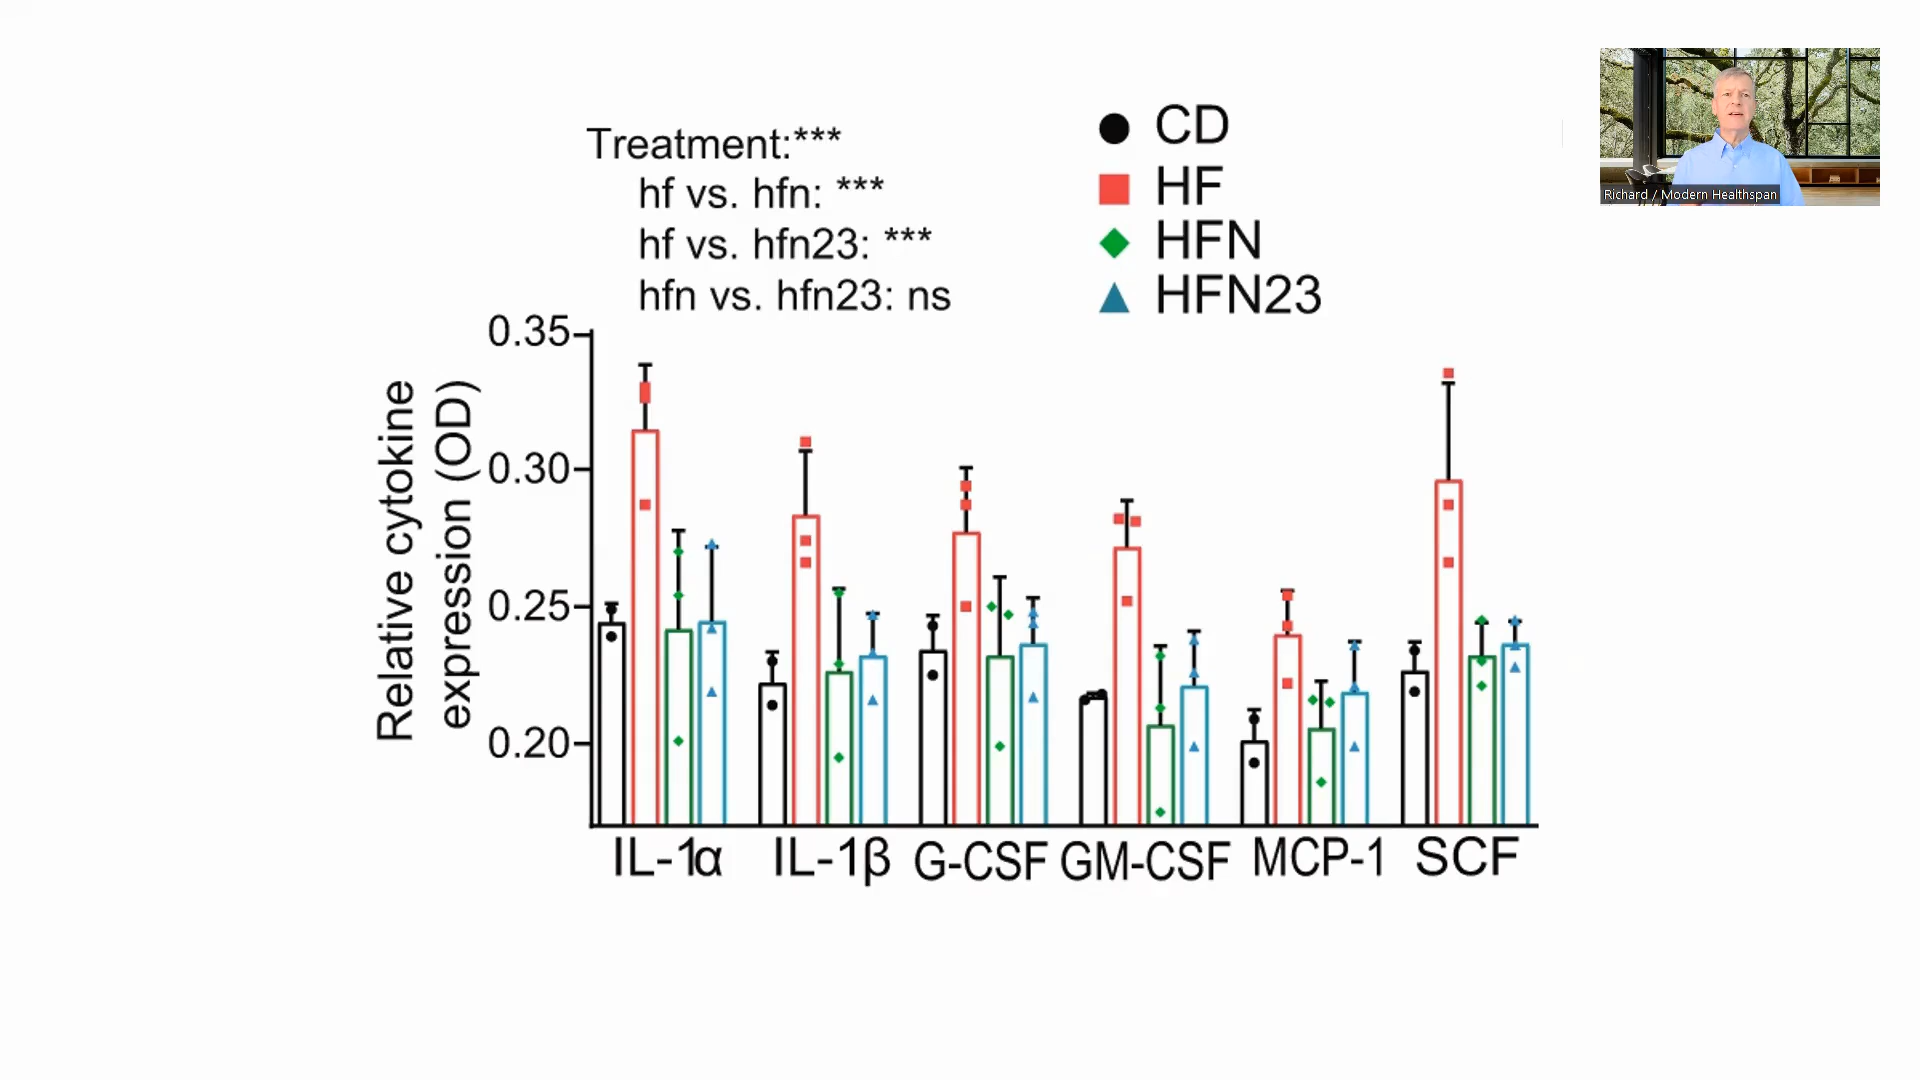 Treatment:***
hf vs. hfn: ***
hf vs. hfn23: ***
hfn vs. hfn23: ns
CD
HF
HFN
HFN23
Richard / Modern Healthspan
Relative cytokine
expression (OD)
0.35
0.30
0.25
0.20
IL-1α
IL-1β
G-CSF
GM-CSF
MCP-1
SCF